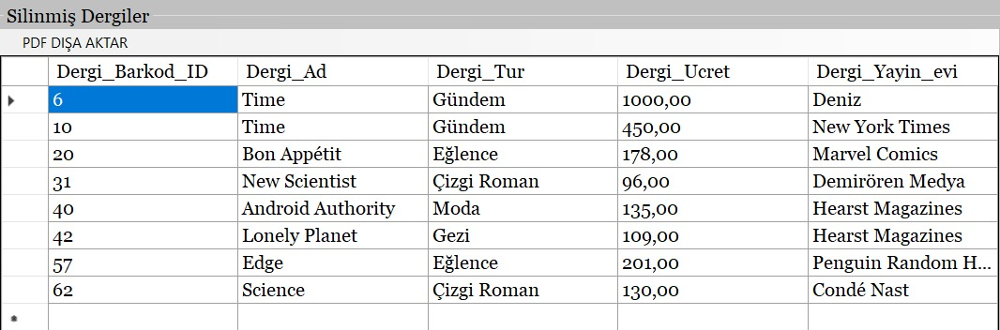 Silinmiş Dergiler
PDF DIŞA AKTAR
Dergi_Barkod_ID Dergi_Ad Dergi_Tur Dergi_Ucret Dergi_Yayin_evi
6 Time Gündem 1000,00 Deniz
10 Time Gündem 450,00 New York Times
20 Bon Appétit Eğlence 178,00 Marvel Comics
31 New Scientist Çizgi Roman 96,00 Demirören Medya
40 Android Authority Moda 135,00 Hearst Magazines
42 Lonely Planet Gezi 109,00 Hearst Magazines
57 Edge Eğlence 201,00 Penguin Random H...
62 Science Çizgi Roman 130,00 Condé Nast